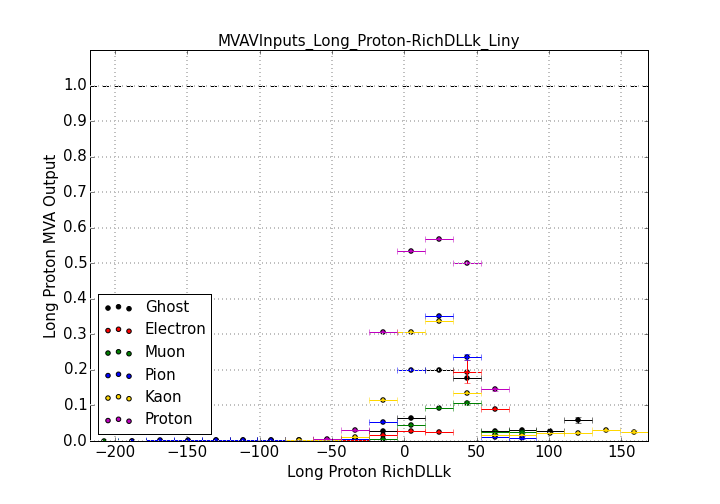 MVAVInputs_Long_Proton-RichDLLk_Liny
Long Proton MVA Output
1.0
0.9
0.8
0.7
0.6
0.5
0.4
0.3
0.2
0.1
0.0
Ghost
Electron
Muon
Pion
Kaon
Proton
−200 −150 −100 −50 0 50 100 150
Long Proton RichDLLk